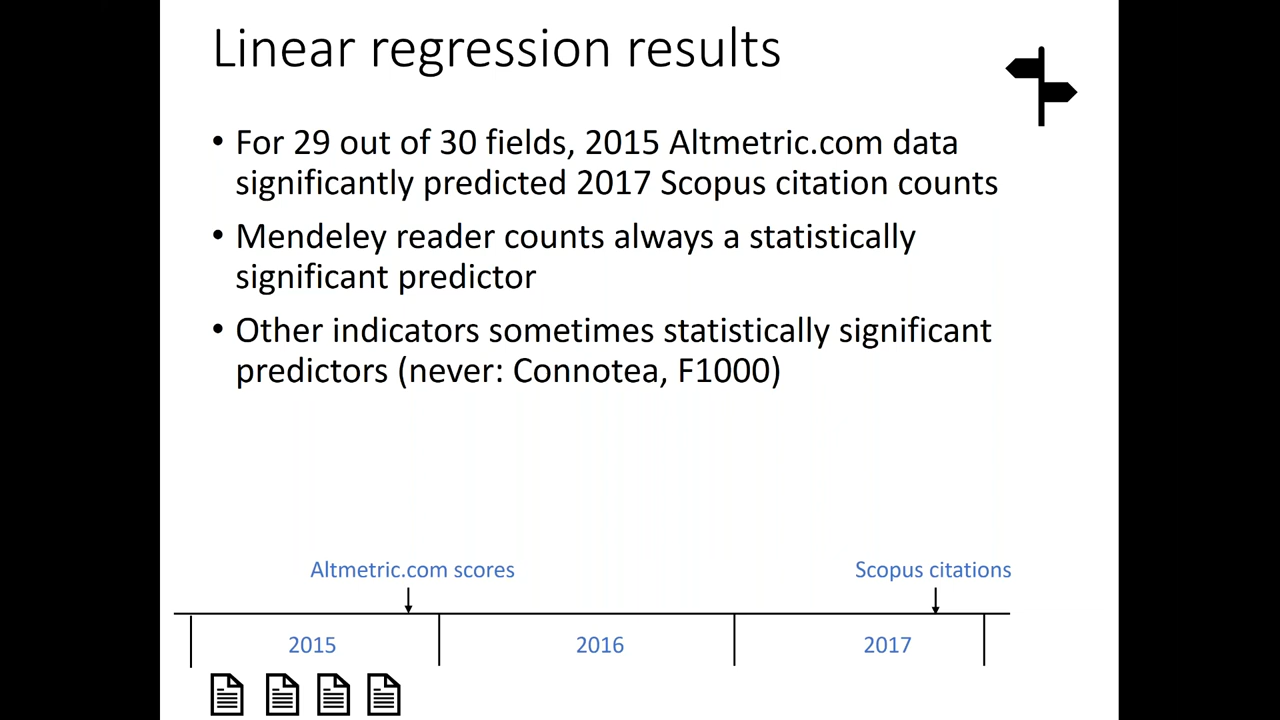 Linear regression results
• For 29 out of 30 fields, 2015 Altmetric.com data
significantly predicted 2017 Scopus citation counts
• Mendeley reader counts always a statistically
significant predictor
• Other indicators sometimes statistically significant
predictors (never: Connotea, F1000)
Altmetric.com scores
Scopus citations
2015
2016
2017